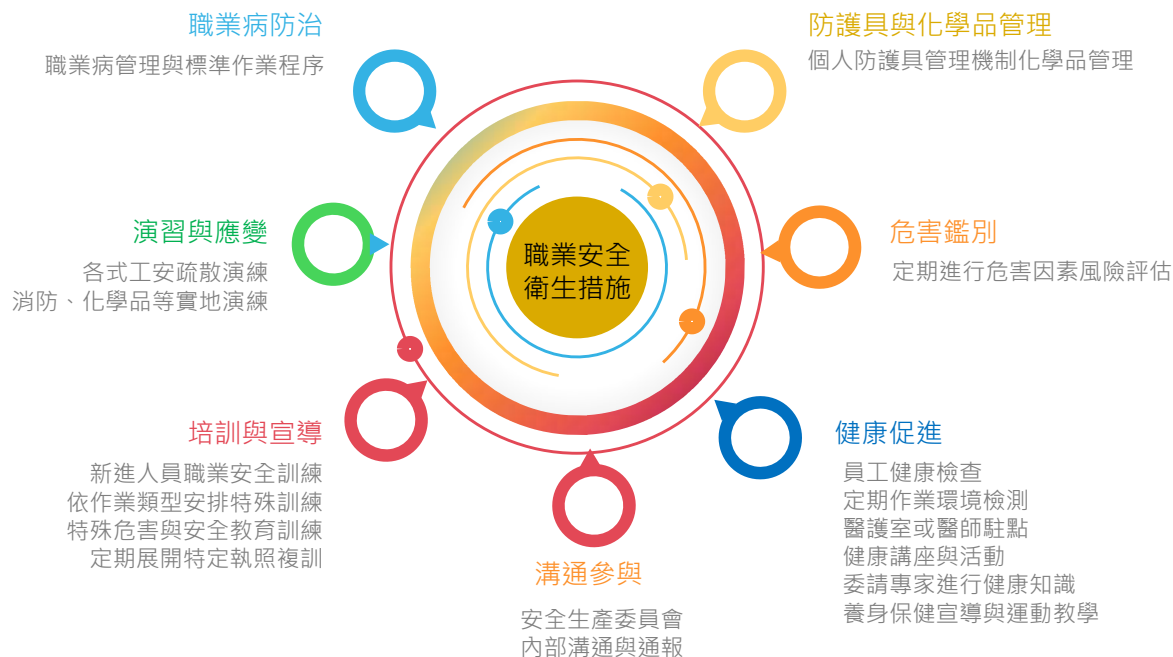 職業病防治
職業病管理與標準作業程序
防護具與化學品管理
個人防護具管理機制化學品管理
演習與應變
各式工安疏散演練
消防、化學品等實地演練
職業安全
衛生措施
危害鑑別
定期進行危害因素風險評估
培訓與宣導
新進人員職業安全訓練
依作業類型安排特殊訓練
特殊危害與安全教育訓練
定期展開特定執照複訓
溝通參與
安全生產委員會
內部溝通與通報
健康促進
員工健康檢查
定期作業環境檢測
醫護室或醫師駐點
健康講座與活動
委請專家進行健康知識
養身保健宣導與運動教學